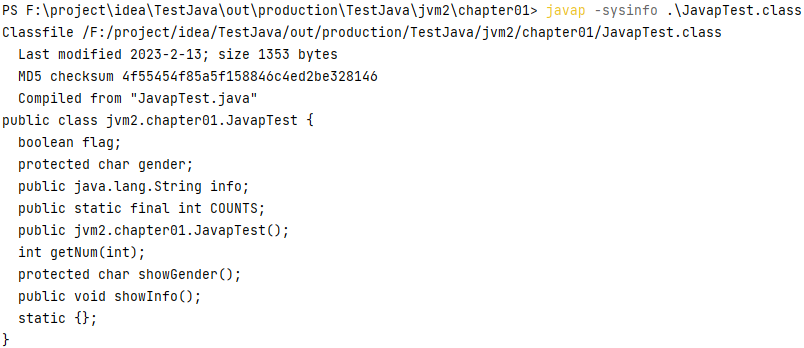 PS F:\project\idea\TestJava\out\production\TestJava\jvm2\chapter01> javap -sysinfo .\JavapTest.class
Classfile /F:/project/idea/TestJava/out/production/TestJava/jvm2/chapter01/JavapTest.class
  Last modified 2023-2-13; size 1353 bytes
  MD5 checksum 4f55454f85a5f158846c4ed2be328146
  Compiled from "JavapTest.java"
public class jvm2.chapter01.JavapTest {
  boolean flag;
  protected char gender;
  public java.lang.String info;
  public static final int COUNTS;
  public jvm2.chapter01.JavapTest();
  int getNum(int);
  protected char showGender();
  public void showInfo();
  static {};
}